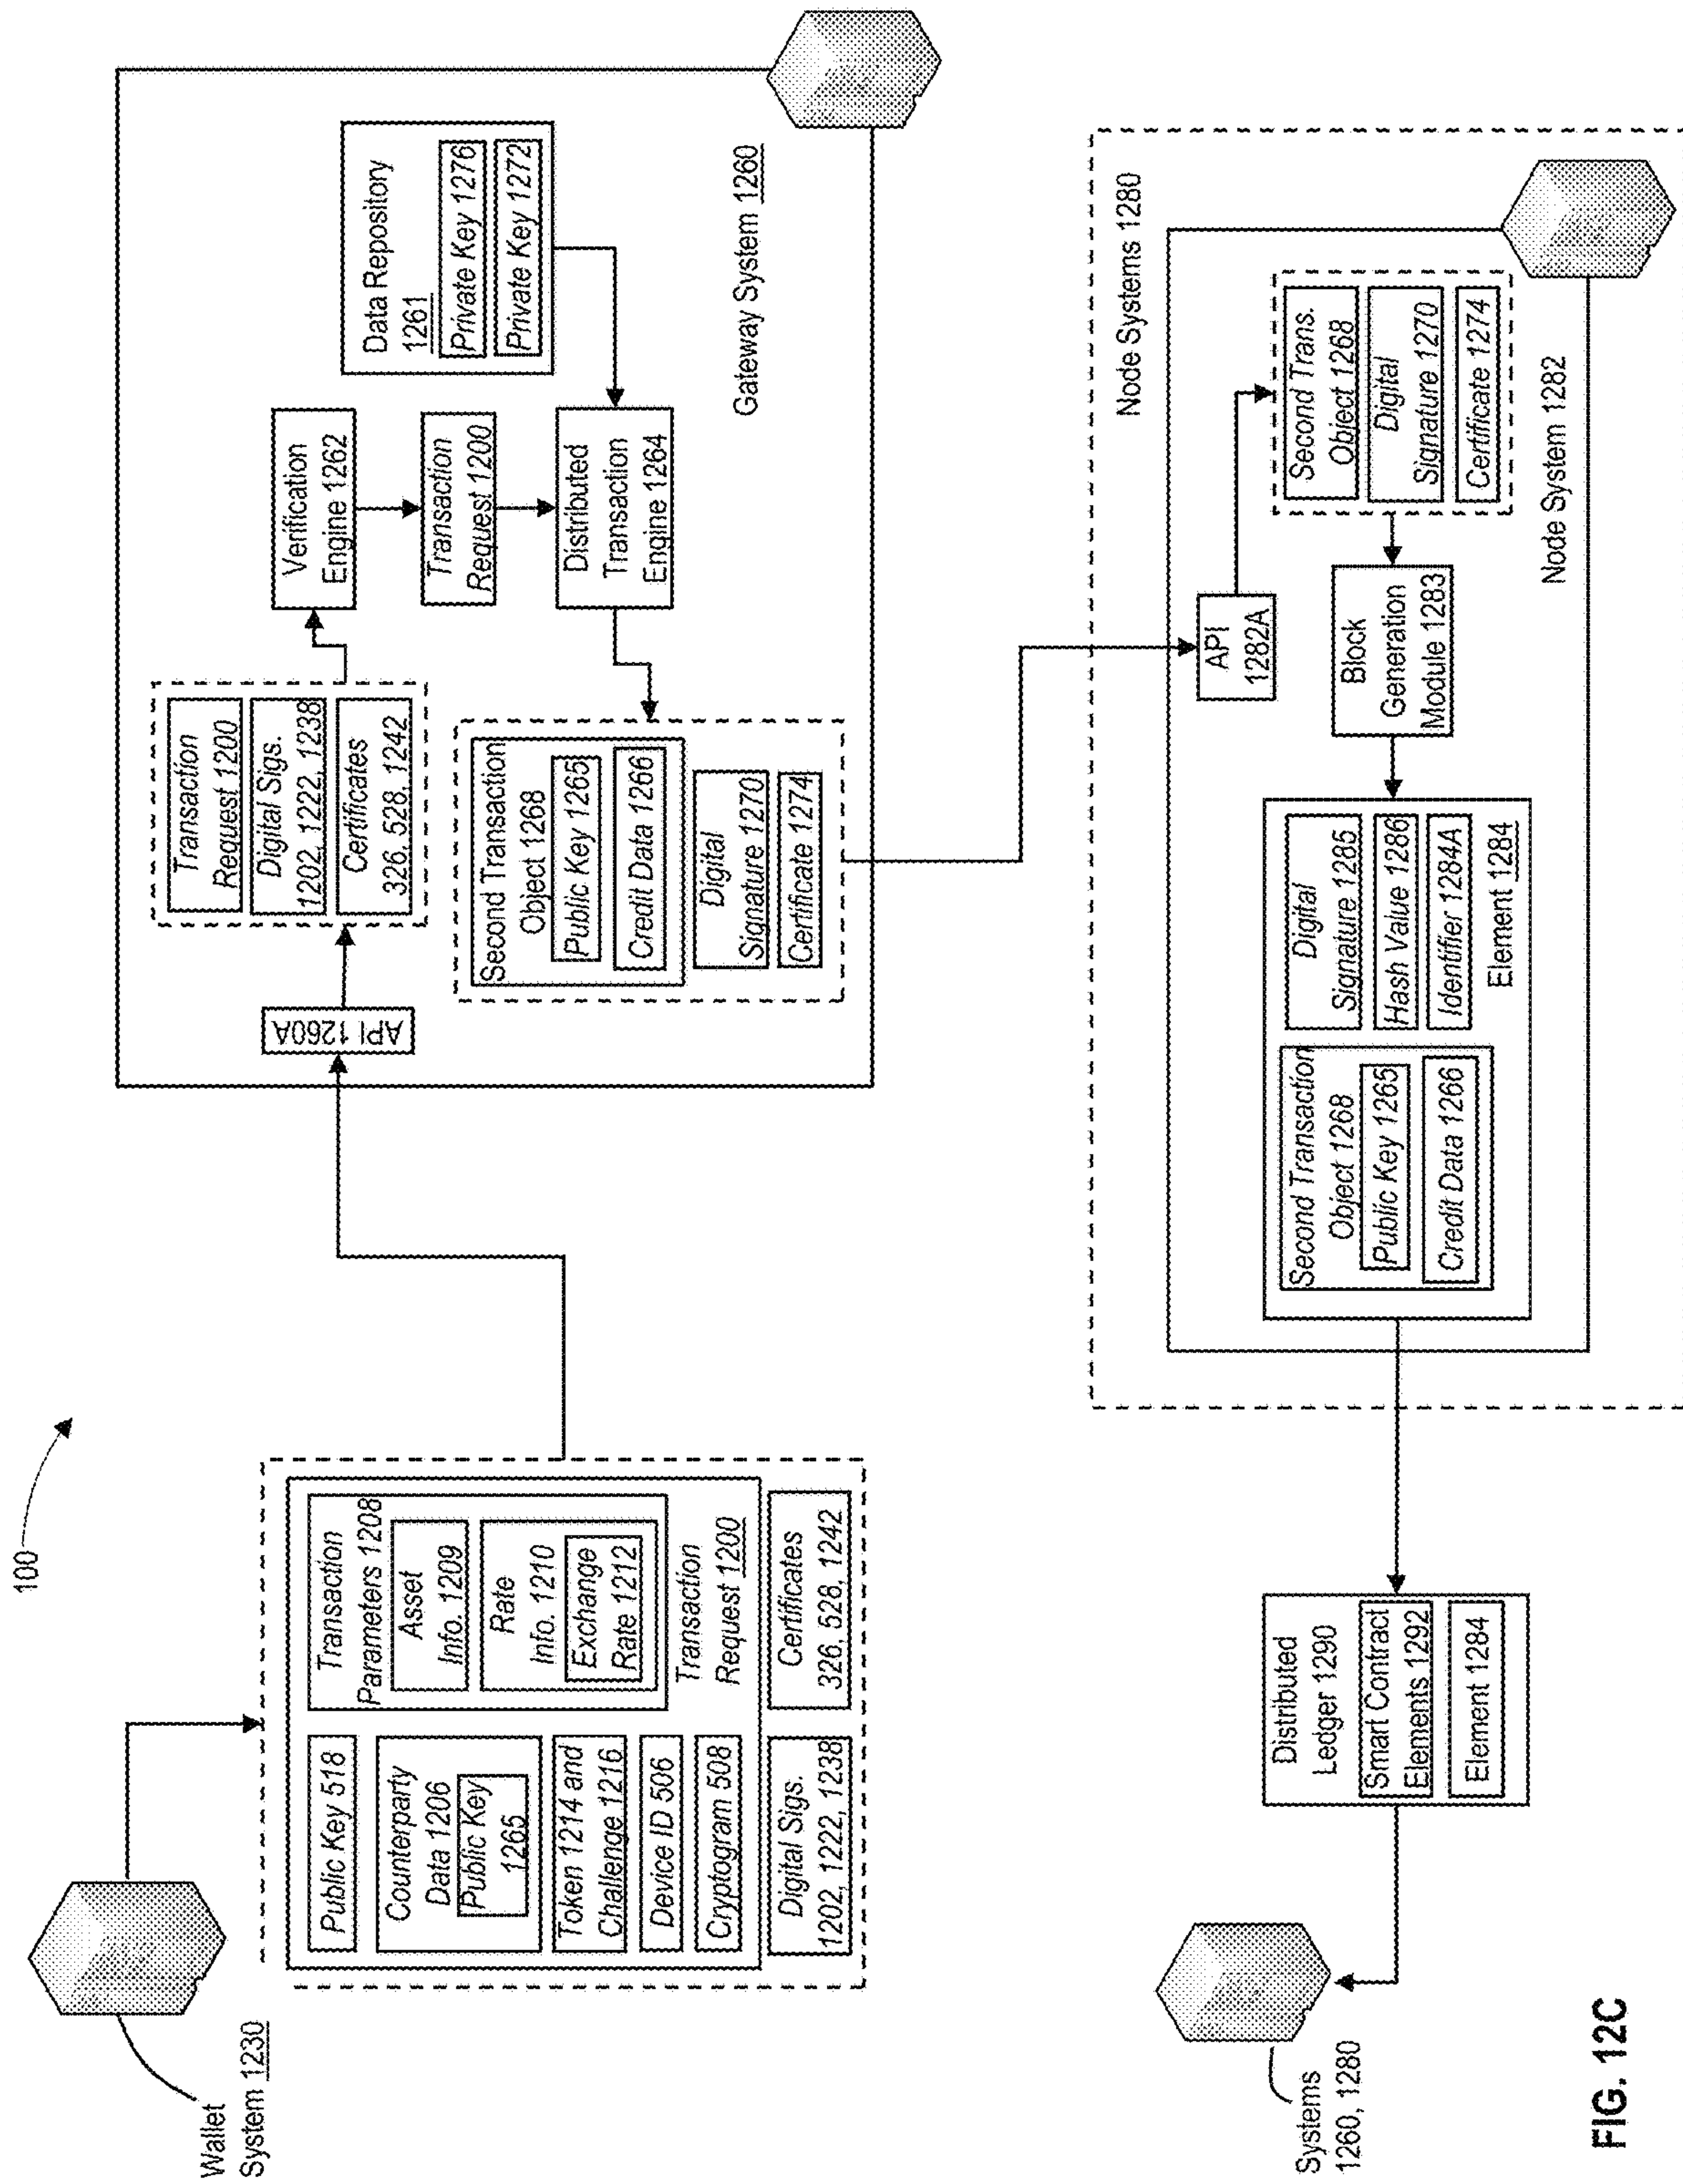 100
Wallet
System 1230
Public Key 518
Counterparty
Data 1206
Public Key
1265
Token 1214 and
Challenge 1216
Device ID 506
Cryptogram 508
Transaction
Parameters 1208
Asset
Info. 1209
Rate
Info. 1210
Exchange
Rate 1212
Transaction
Request 1200
Digital Sigs.
1202, 1222, 1238
Certificates
326, 528, 1242
API 1260A
Transaction
Request 1200
Digital Sigs.
1202, 1222, 1238
Certificates
326, 528, 1242
Verification
Engine 1262
Transaction
Request 1200
Distributed
Transaction
Engine 1264
Data Repository
1261
Private Key 1276
Private Key 1272
Second Transaction
Object 1268
Public Key 1265
Credit Data 1266
Digital
Signature 1270
Certificate 1274
Gateway System 1260
Node Systems 1280
API
1282A
Second Trans.
Object 1268
Digital
Signature 1270
Certificate 1274
Block
Generation
Module 1283
Second Transaction
Object 1268
Public Key 1265
Credit Data 1266
Digital
Signature 1285
Hash Value 1286
Identifier 1284A
Element 1284
Node System 1282
Distributed
Ledger 1290
Smart Contract
Elements 1292
Element 1284
Systems
1260, 1280
FIG. 12C